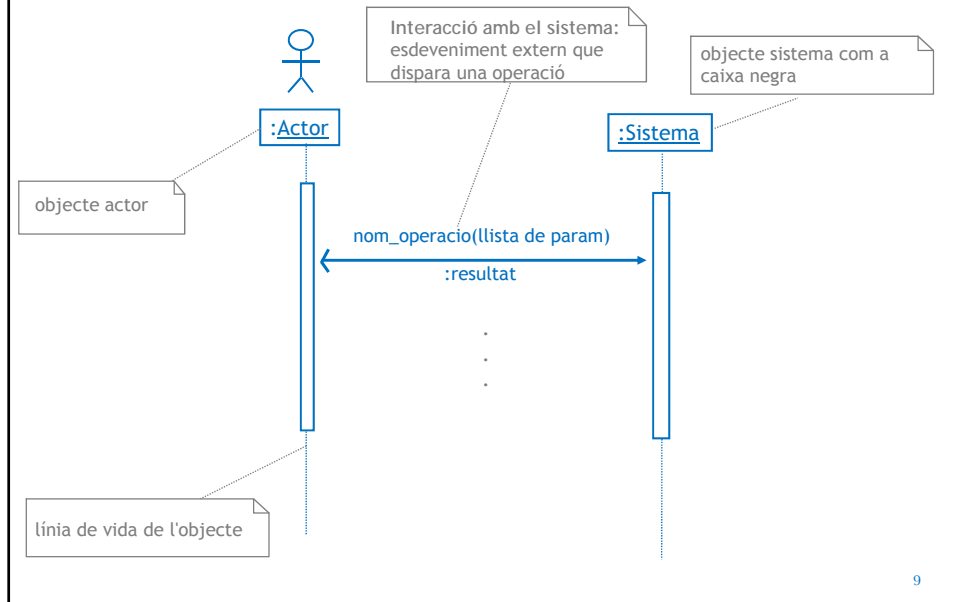 Interacció amb el sistema:
esdeveniment extern que
dispara una operació
objecte sistema com a
caixa negra
:Actor
:Sistema
objecte actor
nom_operacio(llista de param)
:resultat
.
.
.
línia de vida de l'objecte
9